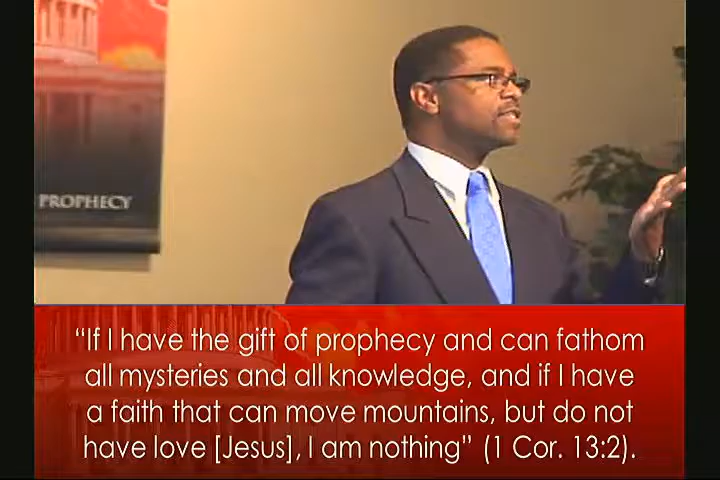 PROPHECY
“If I have the gift of prophecy and can fathom
all mysteries and all knowledge, and if I have
a faith that can move mountains, but do not
have love [Jesus], I am nothing” (1 Cor. 13:2).